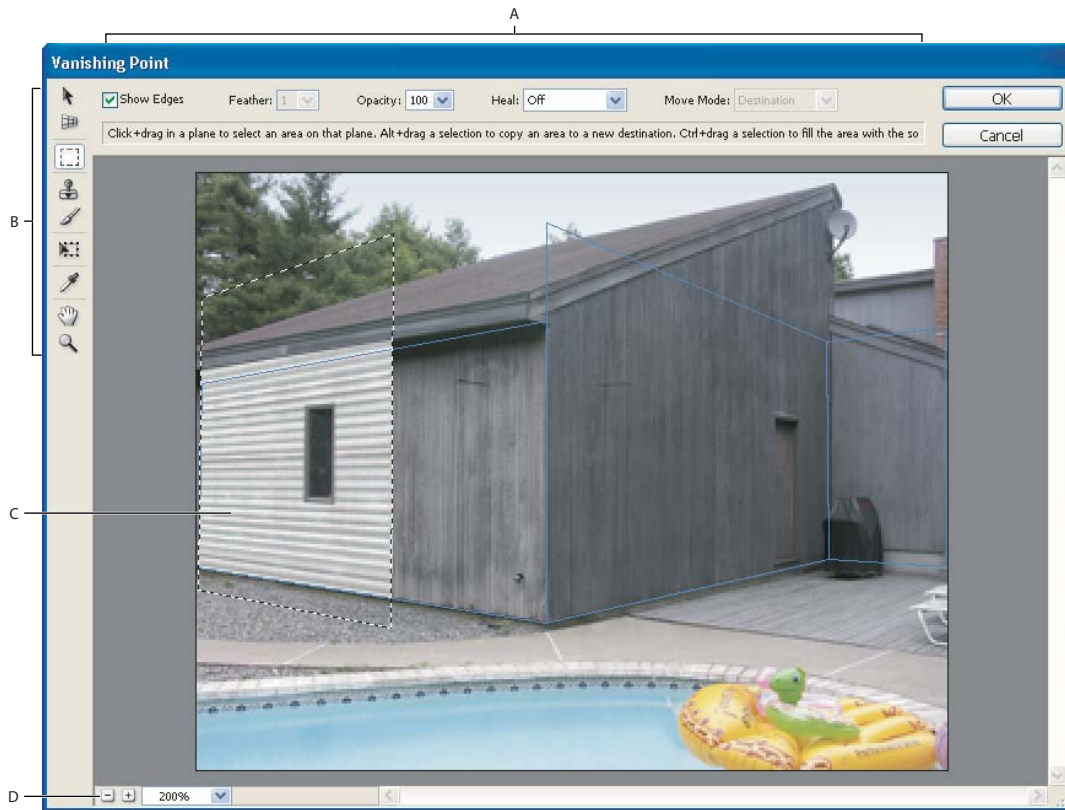 A
Vanishing Point
Show Edges Feather: 1 Opacity: 100 Heal: Off Move Mode: Destination OK
Click+drag in a plane to select an area on that plane. Alt+drag a selection to copy an area to a new destination. Ctrl+drag a selection to fill the area with the so
Cancel
B
C
D
200%